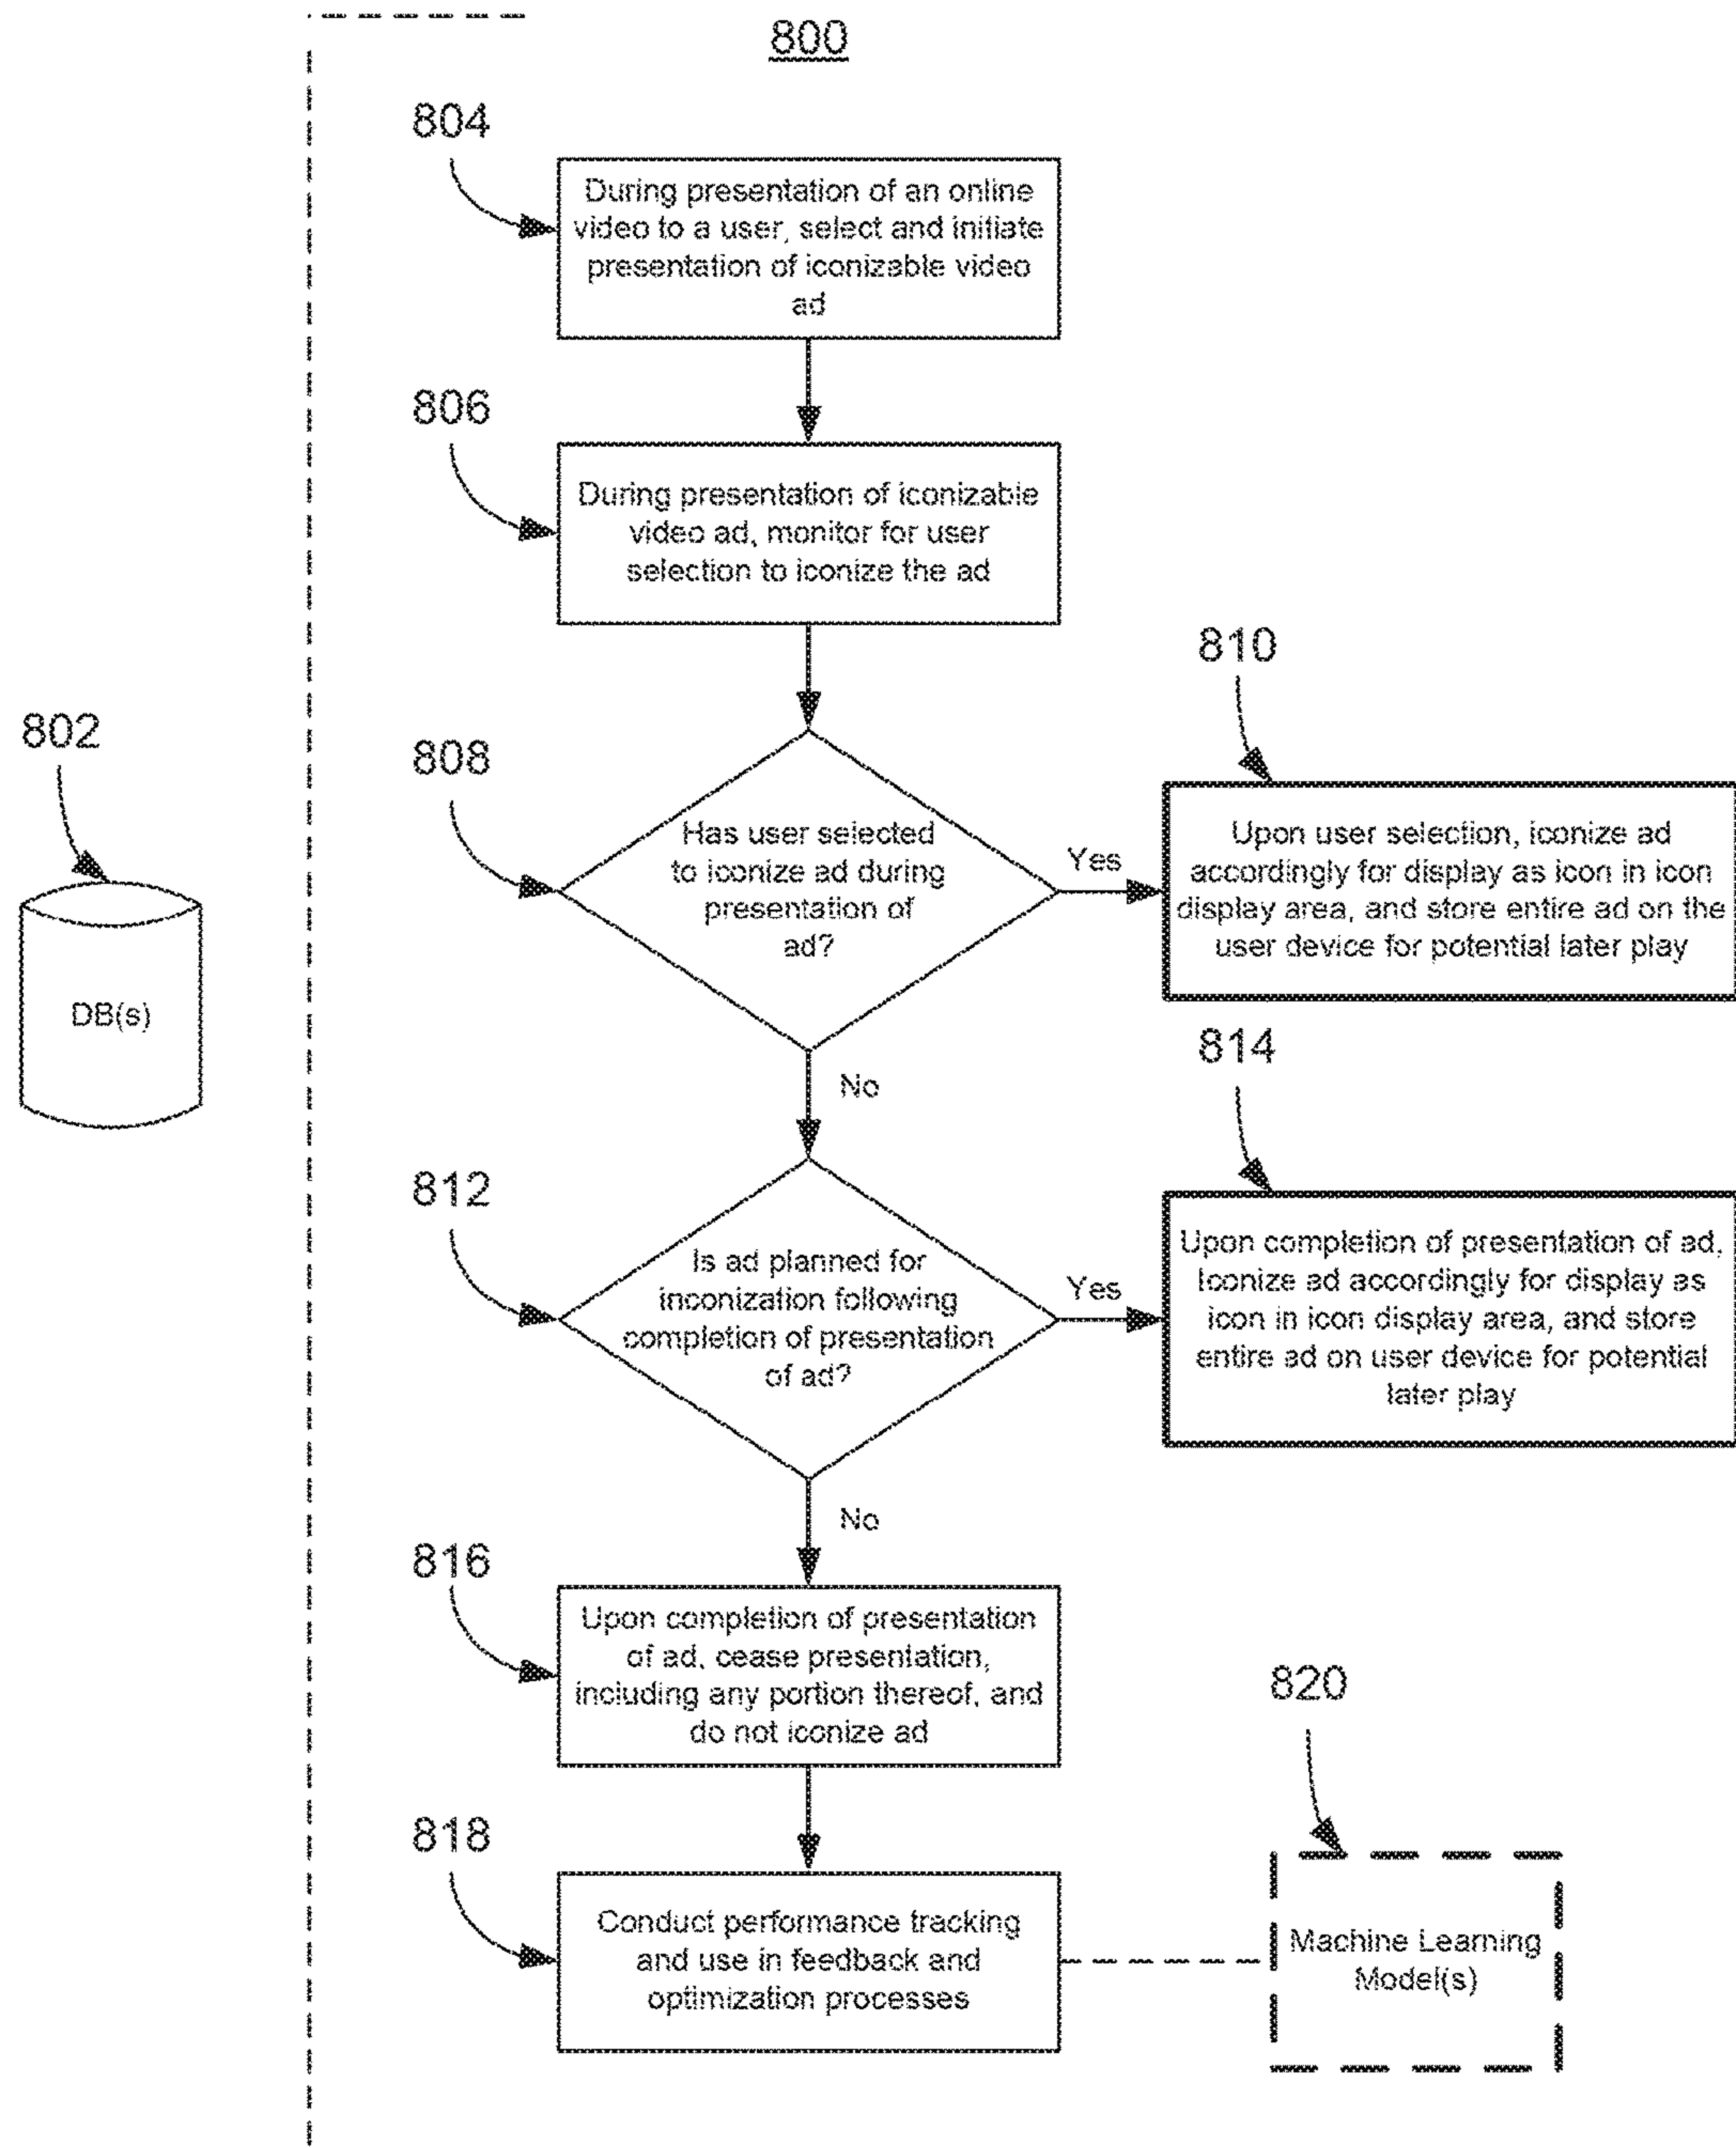 800
804
During presentation of an online
video to a user, select and initiate
presentation of iconizable video
ad
806
During presentation of iconizable
video ad, monitor for user
selection to iconize the ad
810
802
808
Has user selected
to iconize ad during
presentation of
ad?
Yes
Upon user selection, iconize ad
accordingly for display as icon in icon
display area, and store entire ad on the
user device for potential later play
DB(s)
814
No
812
Is ad planned for
inconization following
completion of presentation
of ad?
Yes
Upon completion of presentation of ad,
Iconize ad accordingly for display as
icon in icon display area, and store
entire ad on user device for potential
later play
No
816
Upon completion of presentation
of ad, cease presentation,
including any portion thereof, and
do not iconize ad
820
818
Conduct performance tracking
and use in feedback and
optimization processes
Machine Learning
Model(s)